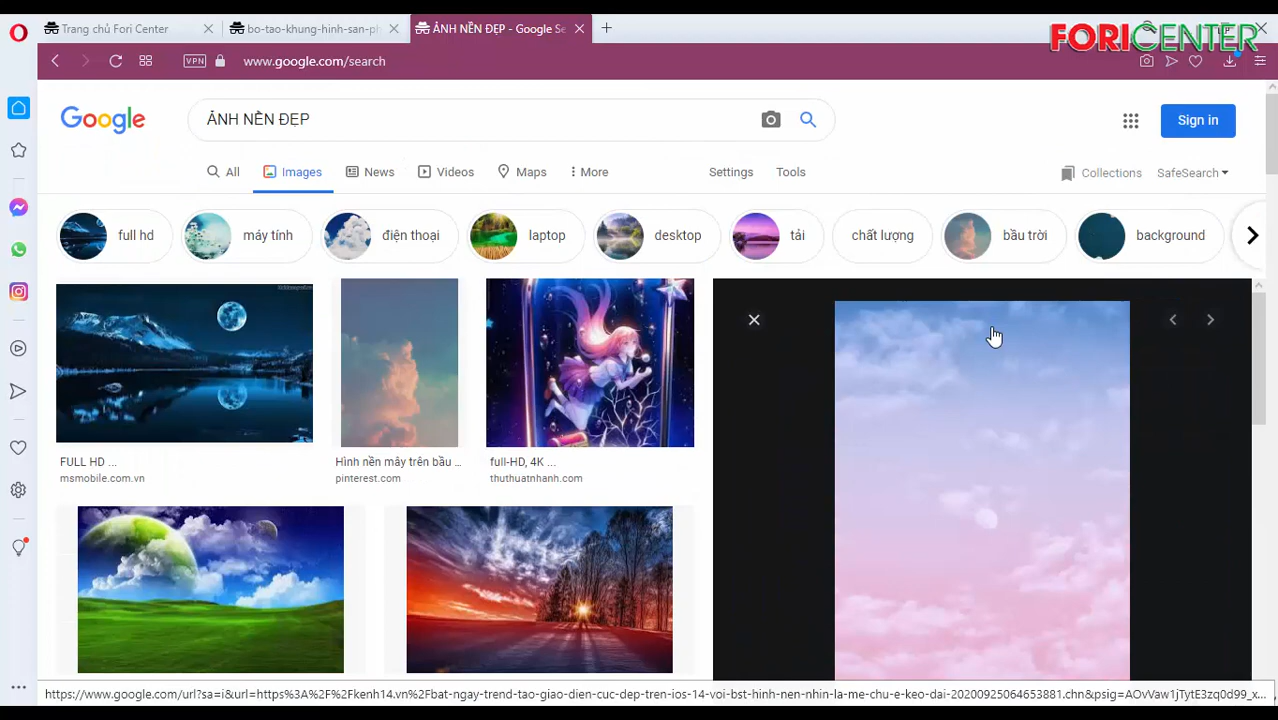 Trang chủ Fori Center
bo-tao-khung-hinh-san-ph
ẢNH NỀN ĐẸP - Google Se
FORICENTER
VPN
www.google.com/search
Google
ẢNH NỀN ĐẸP
Sign in
All
Images
News
Videos
Maps
More
Settings
Tools
Collections
SafeSearch
full hd
máy tính
điện thoại
laptop
desktop
tải
chất lượng
bầu trời
background
FULL HD ...
msmobile.com.vn
Hình nền mây trên bầu ...
pinterest.com
full-HD, 4K ...
thuthuatnhanh.com
https://www.google.com/url?sa=i&url=https%3A%2F%2Fkenh14.vn%2Fbat-ngay-trend-tao-giao-dien-cuc-dep-tren-ios-14-voi-bst-hinh-nen-nhin-la-me-chu-e-keo-dai-20200925064653881.chn&psig=AOvVaw1jTytE3zq0d99_x...